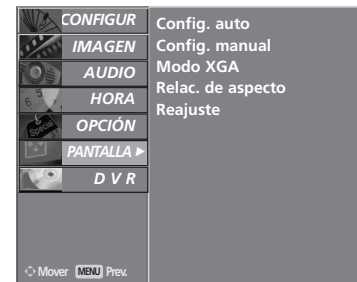 CONFIGUR
IMAGEN
AUDIO
HORA
Special
OPCIÓN
PANTALLA ►
D V R
Config. auto
Config. manual
Modo XGA
Relac. de aspecto
Reajuste
Mover MENU Prev.